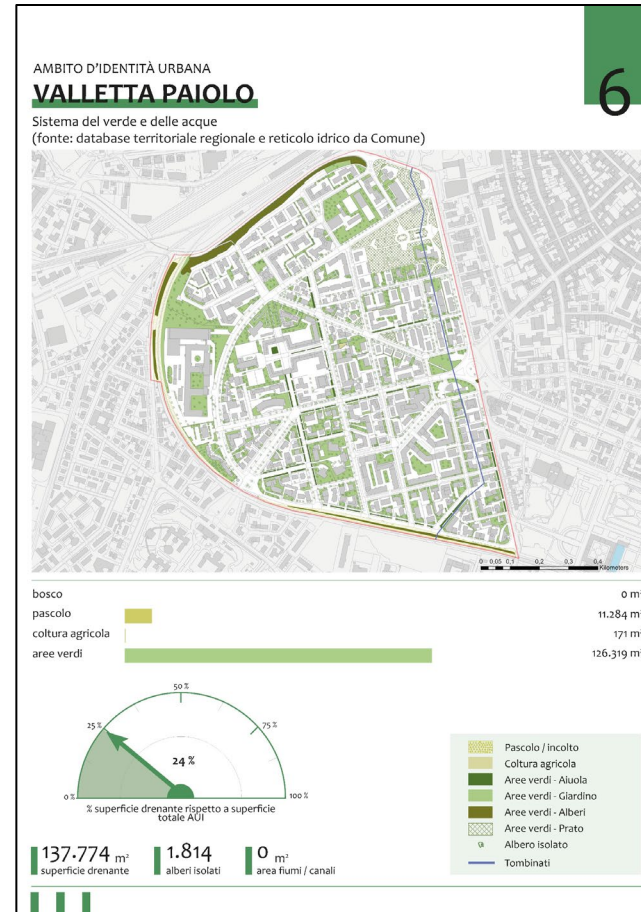 6
AMBITO D'IDENTITÀ URBANA
VALLETTA PAIOLO
Sistema del verde e delle acque
(fonte: database territoriale regionale e reticolo idrico da Comune)
0 0,05 0,1 0,2 0,3 0,4
Kilometers
bosco 0 m²
pascolo 11.284 m²
coltura agricola 171 m²
aree verdi 126.319 m²
50 %
25 % 75 %
24 %
0 % 100 %
% superficie drenante rispetto a superficie
totale AUI
Pascolo / incolto
Coltura agricola
Aree verdi - Aiuola
Aree verdi - Giardino
Aree verdi - Alberi
Aree verdi - Prato
Albero isolato
Tombinati
137.774 m² 1.814 0 m²
superficie drenante alberi isolati area fiumi / canali